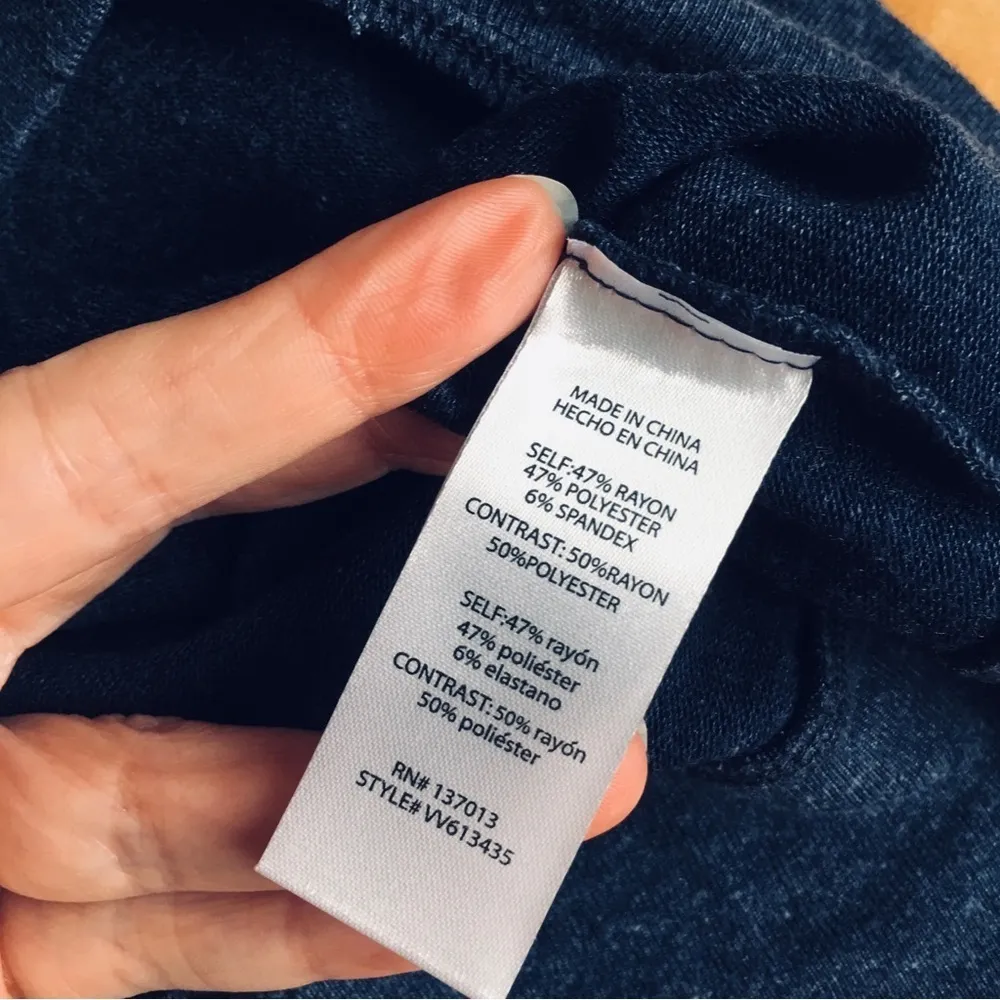 MADE IN CHINA
HECHO EN CHINA
SELF:47% RAYON
47% POLYESTER
6% SPANDEX
CONTRAST: 50%RAYON
50%POLYESTER
SELF:47% rayón
47% poliéster
6% elastano
CONTRAST: 50% rayón
50% poliéster
RN# 137013
STYLE# VV613435